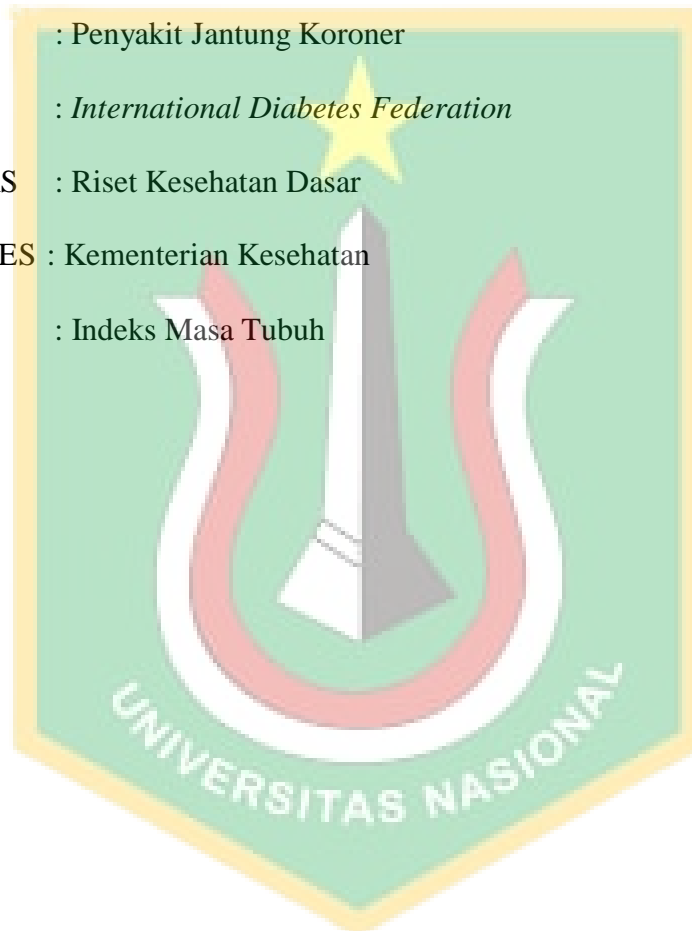 : Penyakit Jantung Koroner
: International Diabetes Federation
S : Riset Kesehatan Dasar
ES : Kementerian Kesehatan
: Indeks Masa Tubuh
UNIVERSITAS NASIONAL